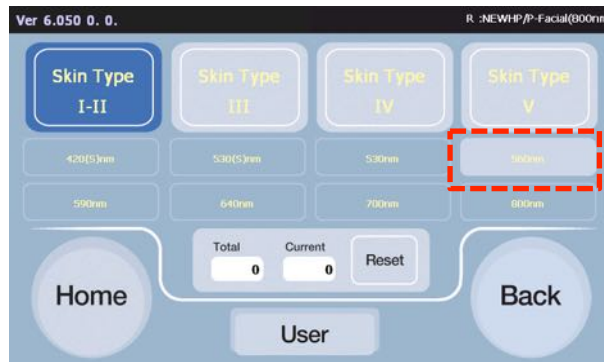 Ver 6.050 0. 0.
R :NEWHP/P-Facial(800nm
Skin Type
I-II
Skin Type
III
Skin Type
IV
Skin Type
V
420(S)nm
530(S)nm
530nm
560nm
590nm
640nm
700nm
800nm
Total
Current
0
0
Reset
Home
User
Back